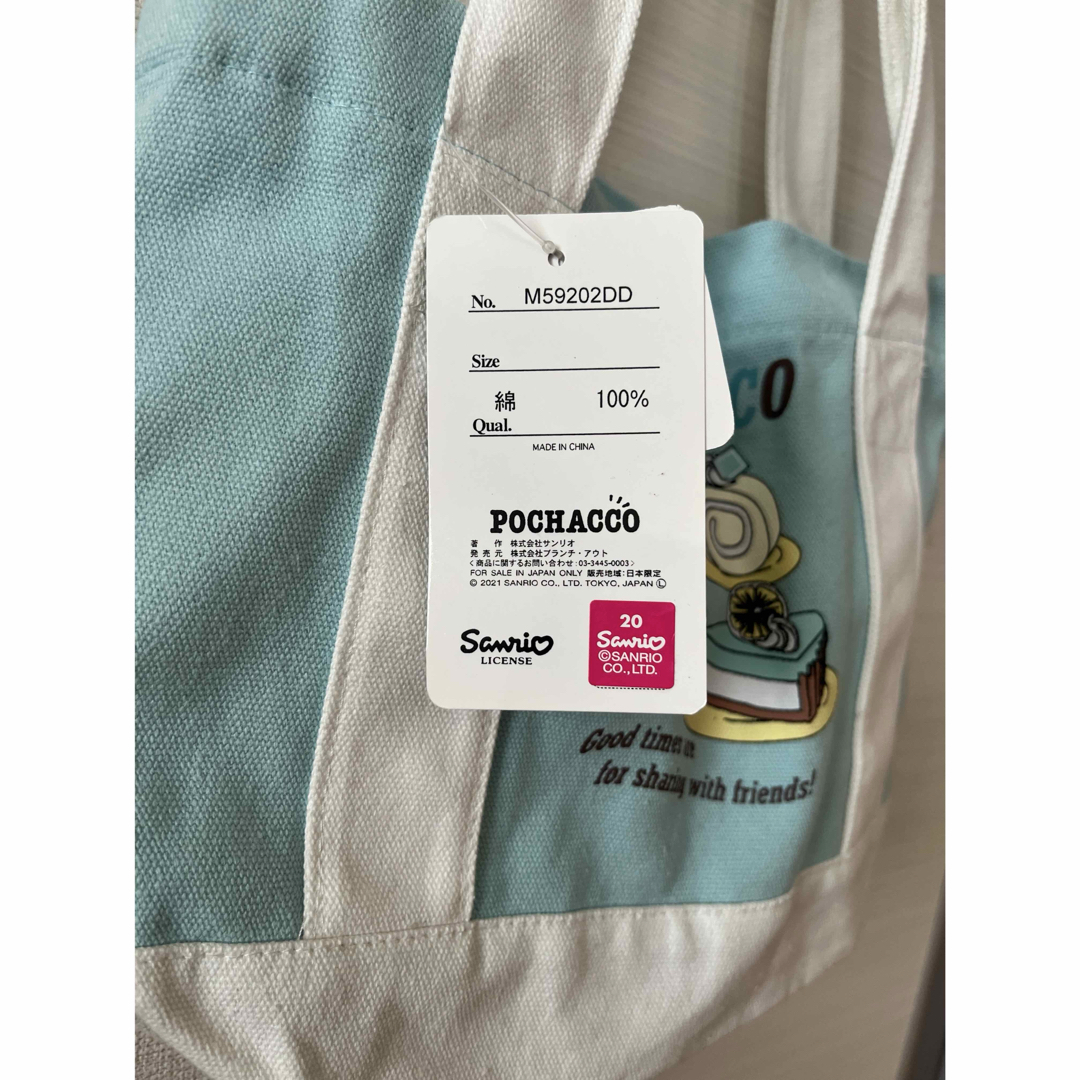 No. M59202DD
Size
綿 100%
Qual.
MADE IN CHINA
POCHACCO
著 作 株式会社サンリオ
発 売 元 株式会社ブランチ・アウト
〈商品に関するお問い合わせ:03-3445-0003〉
FOR SALE IN JAPAN ONLY 販売地域:日本限定
© 2021 SANRIO CO., LTD. TOKYO, JAPAN Ⓛ
Sanrio
LICENSE
20
Sanrio
©SANRIO
CO.,LTD.
CO
Good times
for sharing with friends!